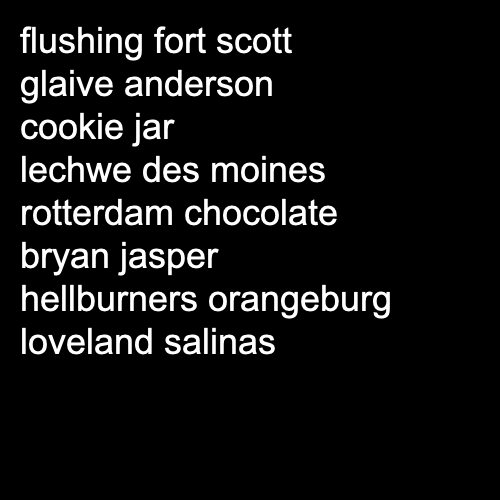 flushing fort scott
glaive anderson
cookie jar
lechwe des moines
rotterdam chocolate
bryan jasper
hellburners orangeburg
loveland salinas